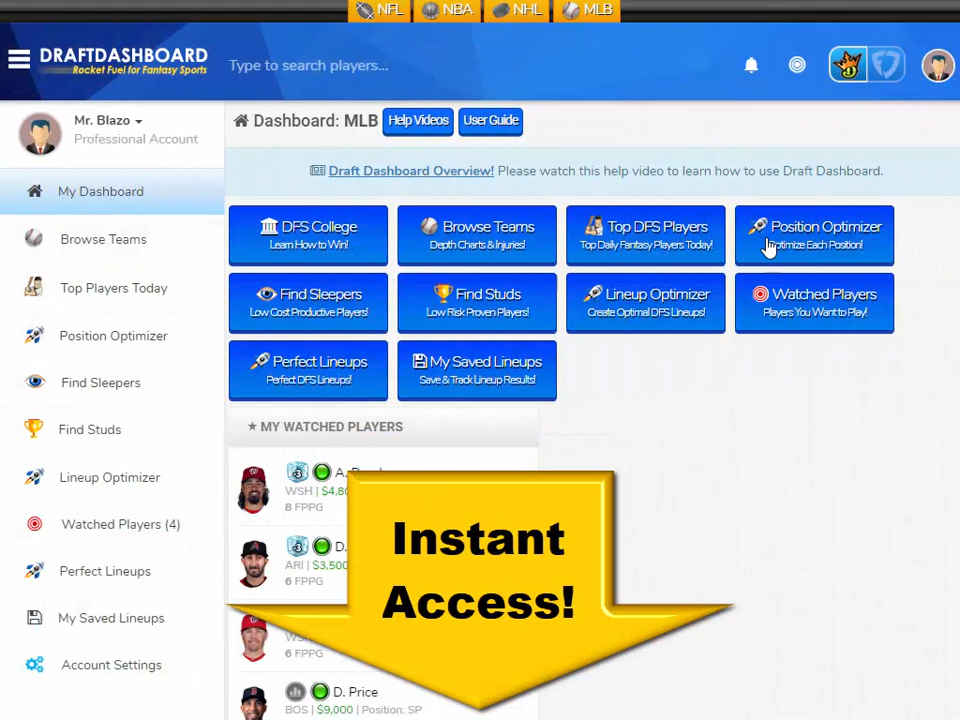 NFL NBA NHL MLB
DRAFTDASHBOARD
Rocket Fuel for Fantasy Sports
Type to search players...
Mr. Blazo
Professional Account
My Dashboard
Browse Teams
Top Players Today
Position Optimizer
Find Sleepers
Find Studs
Lineup Optimizer
Watched Players (4)
Perfect Lineups
My Saved Lineups
Account Settings
Dashboard: MLB Help Videos User Guide
Draft Dashboard Overview! Please watch this help video to learn how to use Draft Dashboard.
DFS College
Learn How to Win!
Browse Teams
Depth Charts & Injuries!
Top DFS Players
Top Daily Fantasy Players Today!
Position Optimizer
Optimize Each Position!
Find Sleepers
Low Cost Productive Players!
Find Studs
Low Risk Proven Players!
Lineup Optimizer
Create Optimal DFS Lineups!
Watched Players
Players You Want to Play!
Perfect Lineups
Perfect DFS Lineups!
My Saved Lineups
Save & Track Lineup Results!
MY WATCHED PLAYERS
A.
WSH | $4,80
8 FPPG
D.
ARI | $3,500
6 FPPG
6 FPPG
D. Price
BOS | $9,000 | Position: SP
Instant
Access!